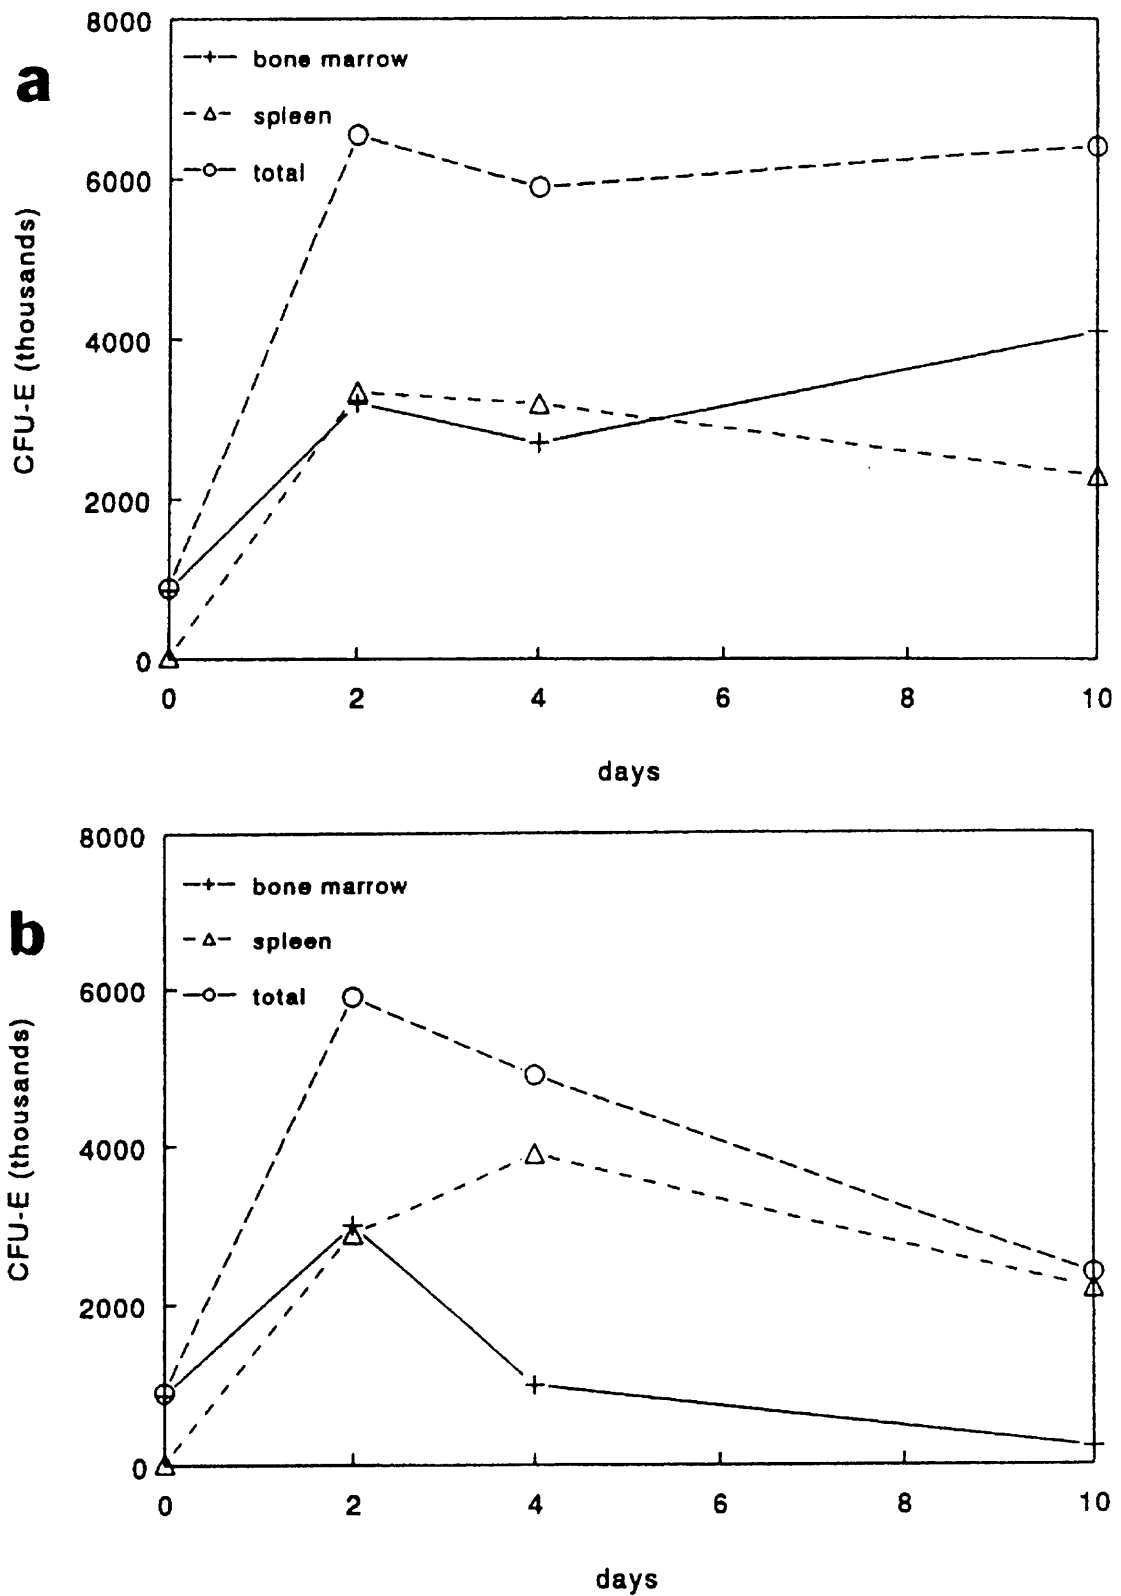 a
8000
6000
4000
2000
0
CFU-E (thousands)
bone marrow
spleen
total
0 2 4 6 8 10
days
b
8000
6000
4000
2000
0
CFU-E (thousands)
bone marrow
spleen
total
0 2 4 6 8 10
days